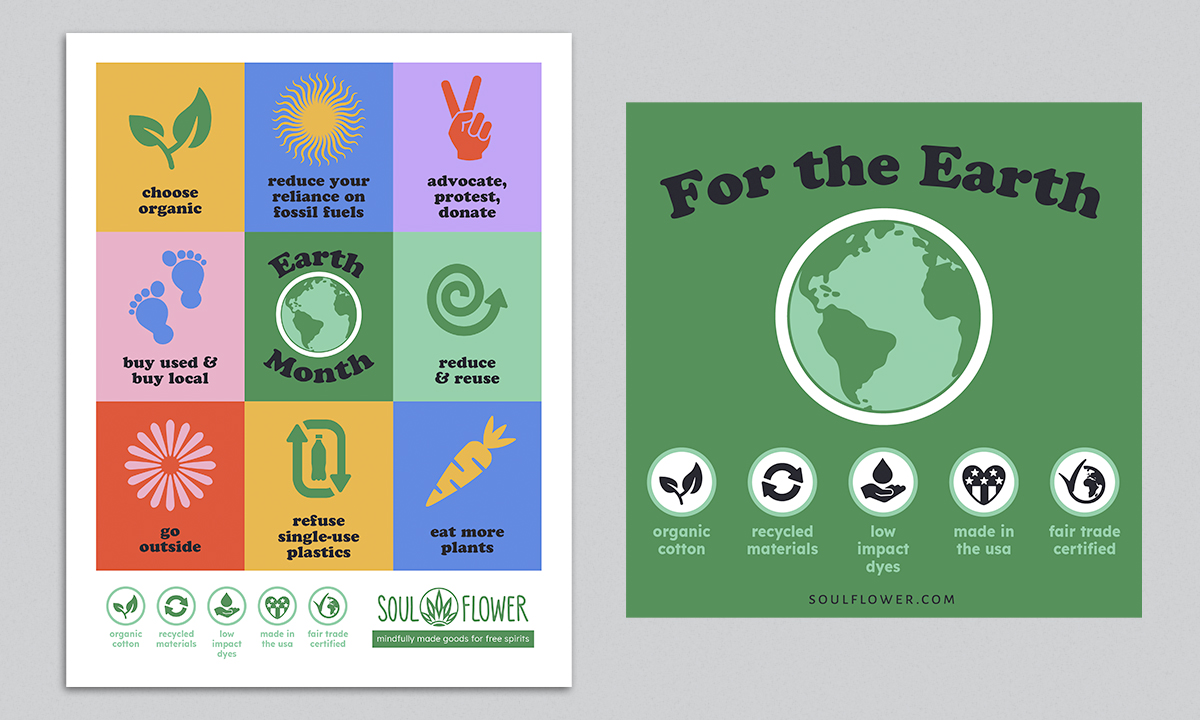 choose
organic
reduce your
reliance on
fossil fuels
advocate,
protest,
donate
buy used &
buy local
Earth
Month
reduce
& reuse
go
outside
refuse
single-use
plastics
eat more
plants
organic
cotton
recycled
materials
low
impact
dyes
made in
the usa
fair trade
certified
SOUL FLOWER
mindfully made goods for free spirits
For the Earth
organic
cotton
recycled
materials
low
impact
dyes
made in
the usa
fair trade
certified
SOULFLOWER.COM